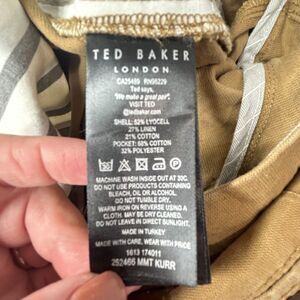 TED BAKER
LONDON
CA25489 RN95229
Ted says,
"We make a great pair".
VISIT TED
@tedbaker.com
SHELL: 52% LYOCELL
27% LINEN
21% COTTON
POCKET: 68% COTTON
32% POLYESTER
MACHINE WASH INSIDE OUT AT 30C.
DO NOT USE PRODUCTS CONTAINING
BLEACH, OIL OR ALCOHOL.
DO NOT TUMBLE DRY.
WARM IRON ON REVERSE USING A
CLOTH. MAY BE DRY CLEANED.
DO NOT LEAVE IN DIRECT SUNLIGHT.
MADE IN TURKEY
MADE WITH CARE, WEAR WITH PRIDE
1613 174011
252466 MMT KURR